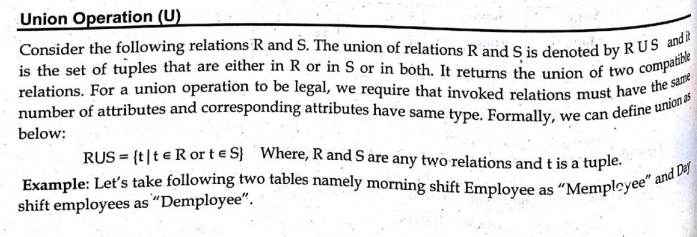 Union Operation (U)
Consider the following relations R and S. The union of relations R and S is denoted by R U S and it
is the set of tuples that are either in R or in S or in both. It returns the union of two compatible
relations. For a union operation to be legal, we require that invoked relations must have the same
number of attributes and corresponding attributes have same type. Formally, we can define union as
below:
RUS = {t|t ∈ R or t ∈ S} Where, R and S are any two relations and t is a tuple.
Example: Let's take following two tables namely morning shift Employee as "Memployee" and Day
shift employees as "Demployee".